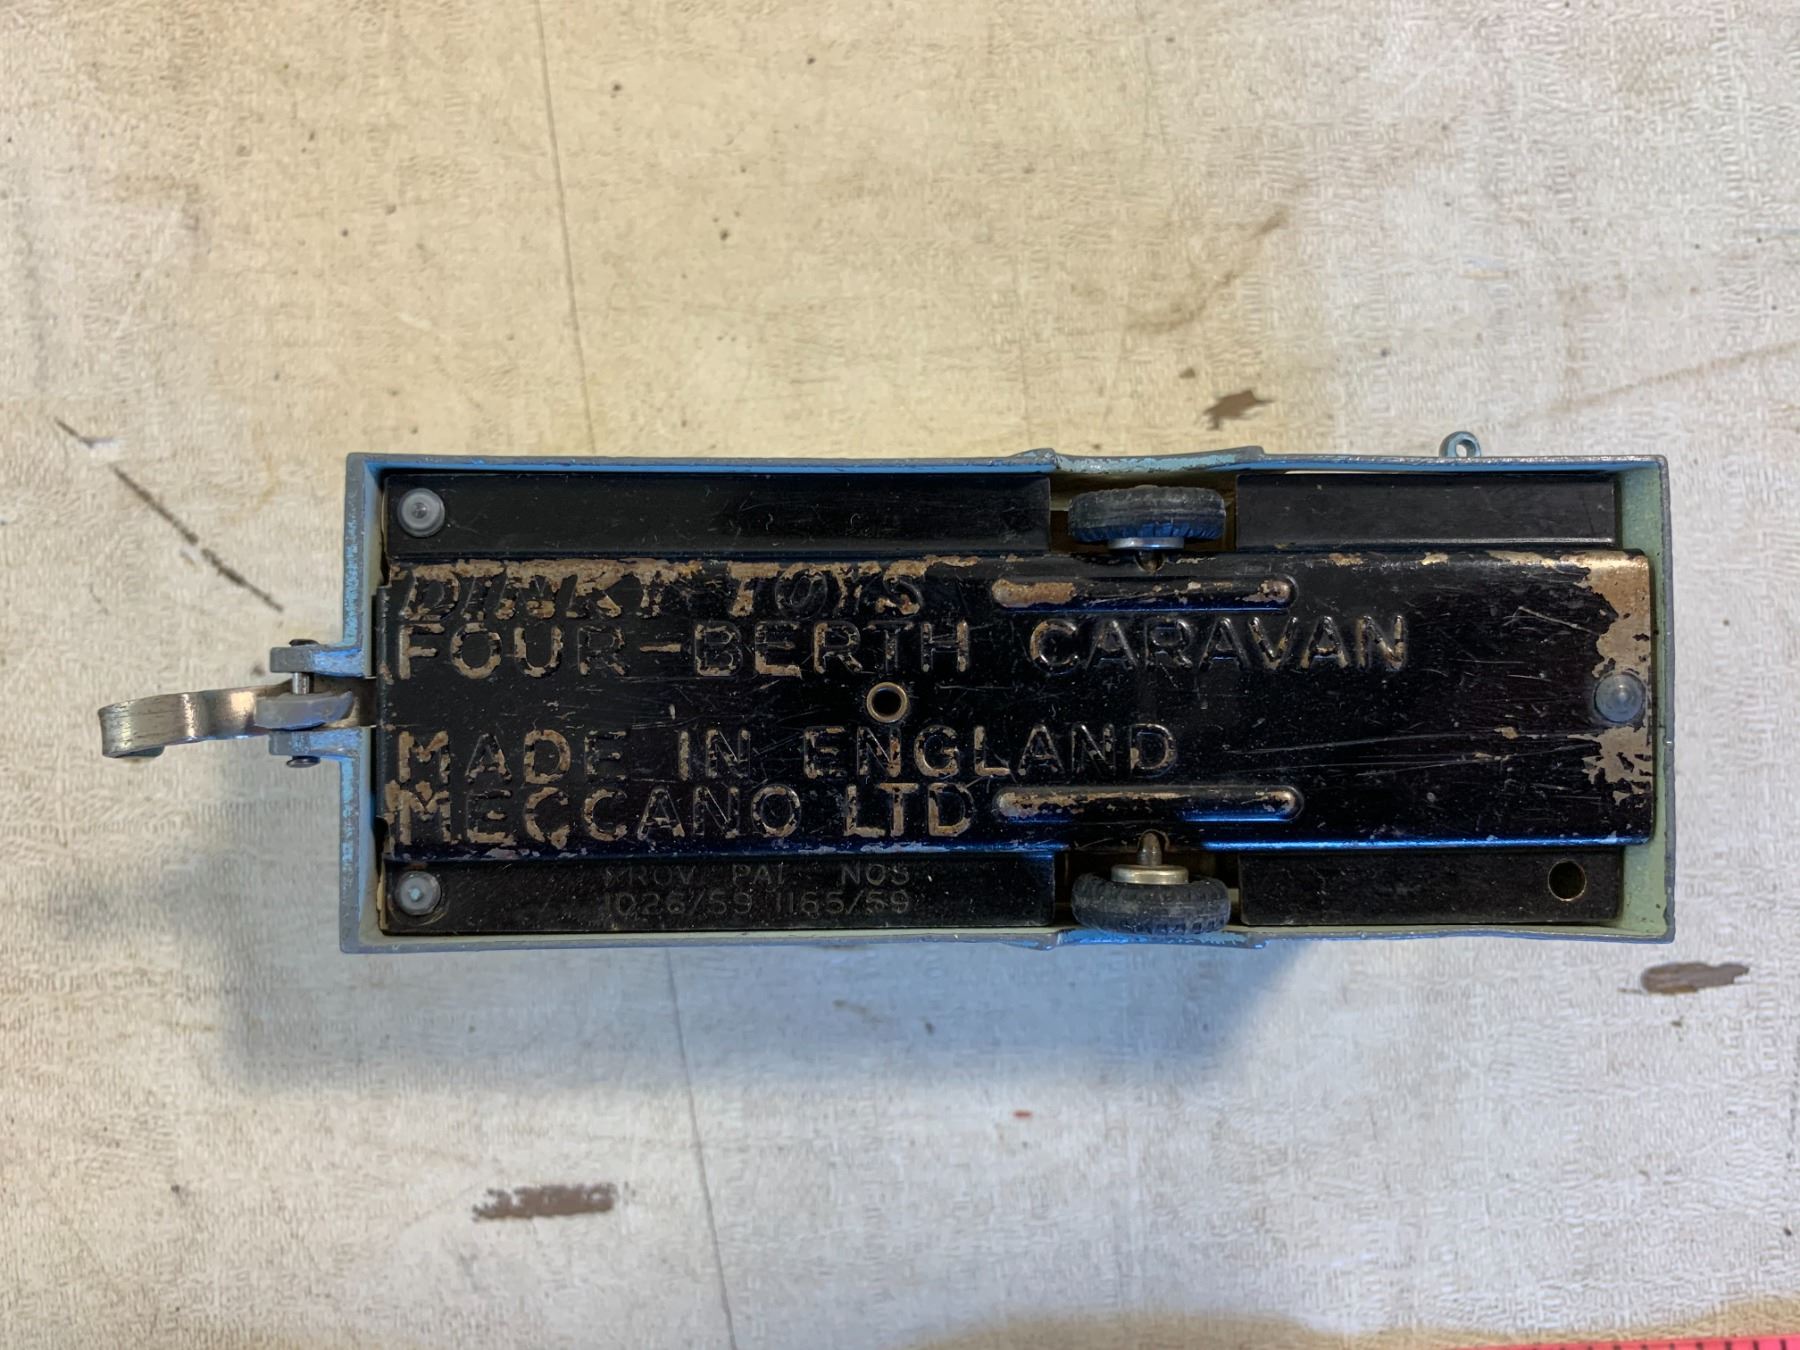 DINKY TOYS
FOUR-BERTH CARAVAN
MADE IN ENGLAND
MECCANO LTD
PROV. PAT. NOS
1026/59 1165/59